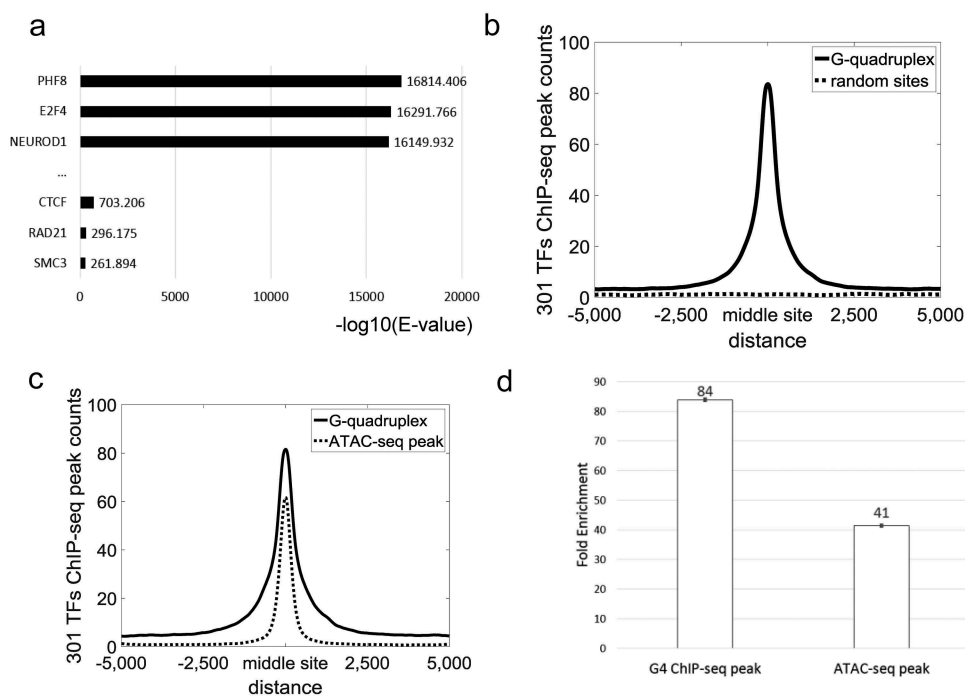 a
PHF8
16814.406
E2F4
16291.766
NEUROD1
16149.932
...
CTCF
703.206
RAD21
296.175
SMC3
261.894
0 5000 10000 15000 20000
-log10(E-value)
b
301 TFs ChIP-seq peak counts
100
80
60
40
20
0
G-quadruplex
random sites
-5,000 -2,500 middle site 2,500 5,000
distance
c
301 TFs ChIP-seq peak counts
100
80
60
40
20
0
G-quadruplex
ATAC-seq peak
-5,000 -2,500 middle site 2,500 5,000
distance
d
Fold Enrichment
90
80
70
60
50
40
30
20
10
0
84
41
G4 ChIP-seq peak ATAC-seq peak